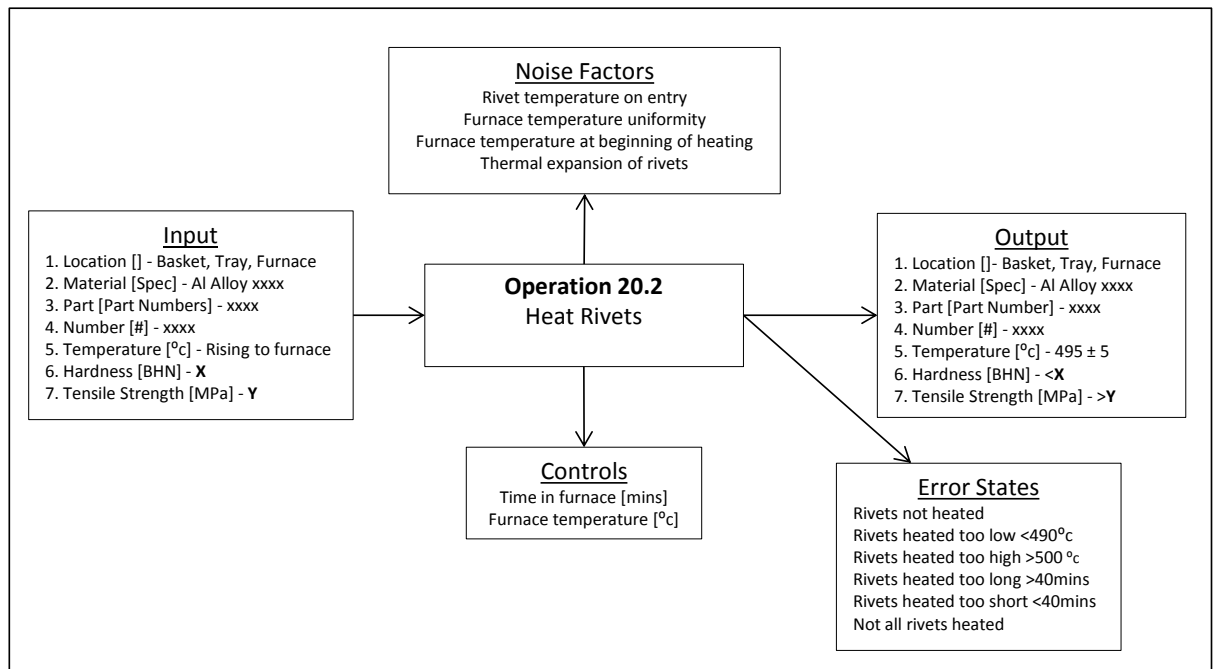 Noise Factors
Rivet temperature on entry
Furnace temperature uniformity
Furnace temperature at beginning of heating
Thermal expansion of rivets
Input
1. Location [] - Basket, Tray, Furnace
2. Material [Spec] - Al Alloy xxxx
3. Part [Part Numbers] - xxxx
4. Number [#] - xxxx
5. Temperature [⁰c] - Rising to furnace
6. Hardness [BHN] - X
7. Tensile Strength [MPa] - Y
Operation 20.2
Heat Rivets
Output
1. Location []- Basket, Tray, Furnace
2. Material [Spec] - Al Alloy xxxx
3. Part [Part Number] - xxxx
4. Number [#] - xxxx
5. Temperature [⁰c] - 495 ± 5
6. Hardness [BHN] - <X
7. Tensile Strength [MPa] - >Y
Controls
Time in furnace [mins]
Furnace temperature [⁰c]
Error States
Rivets not heated
Rivets heated too low <490⁰c
Rivets heated too high >500 ⁰c
Rivets heated too long >40mins
Rivets heated too short <40mins
Not all rivets heated